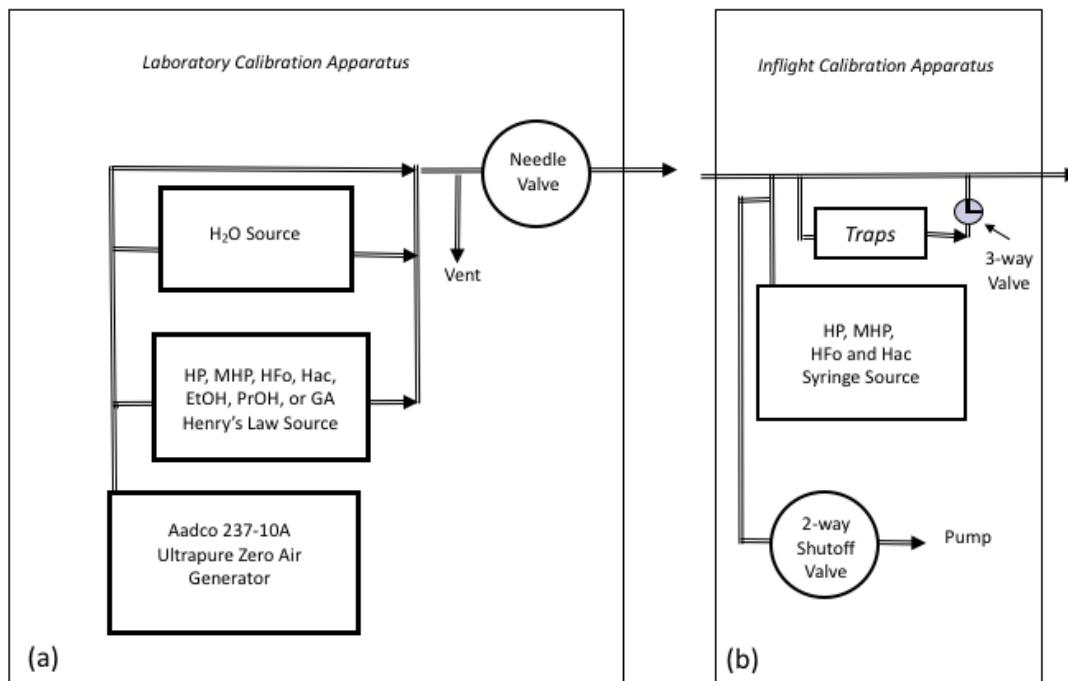 Laboratory Calibration Apparatus
Needle
Valve
H₂O Source
Vent
HP, MHP, HFo, Hac,
EtOH, PrOH, or GA
Henry's Law Source
Aadco 237-10A
Ultrapure Zero Air
Generator
(a)
Inflight Calibration Apparatus
Traps
3-way
Valve
HP, MHP,
HFo and Hac
Syringe Source
2-way
Shutoff
Valve
Pump
(b)